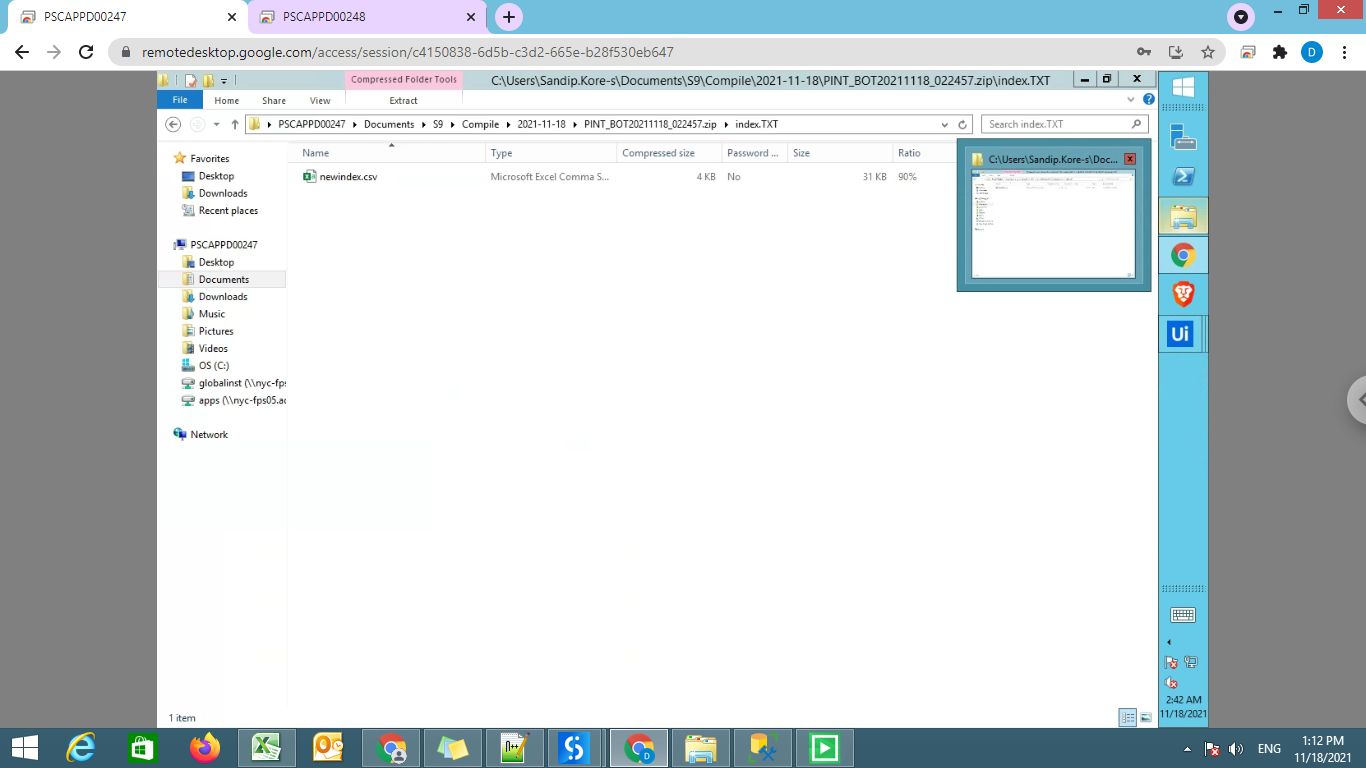 PSCAPPD00247
PSCAPPD00248
remotedesktop.google.com/access/session/c4150838-6d5b-c3d2-665e-b28f530eb647
D
Compressed Folder Tools
C:\Users\Sandip.Kore-s\Documents\S9\Compile\2021-11-18\PINT_BOT20211118_022457.zip\index.TXT
File Home Share View Extract
PSCAPPD00247 Documents S9 Compile 2021-11-18 PINT_BOT20211118_022457.zip index.TXT
Search index.TXT
Name Type Compressed size Password ... Size Ratio
newindex.csv Microsoft Excel Comma S... 4 KB No 31 KB 90%
C:\Users\Sandip.Kore-s\Doc...
Favorites
Desktop
Downloads
Recent places
PSCAPPD00247
Desktop
Documents
Downloads
Music
Pictures
Videos
OS (C:)
globalinst (\\nyc-fps
apps (\\nyc-fps05.ac
Network
Ui
1 item
2:42 AM
11/18/2021
D
ENG
1:12 PM
11/18/2021